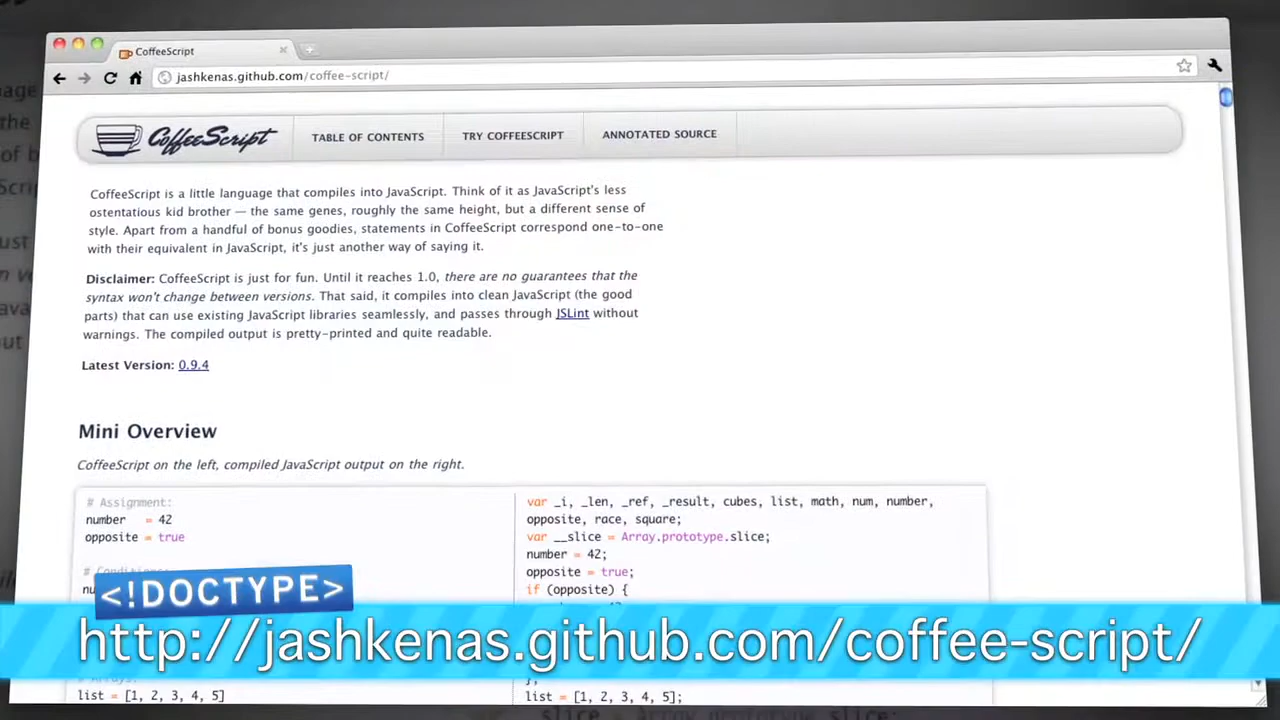 CoffeeScript
jashkenas.github.com/coffee-script/
CoffeeScript
TABLE OF CONTENTS
TRY COFFEESCRIPT
ANNOTATED SOURCE
CoffeeScript is a little language that compiles into JavaScript. Think of it as JavaScript's less
ostentatious kid brother — the same genes, roughly the same height, but a different sense of
style. Apart from a handful of bonus goodies, statements in CoffeeScript correspond one-to-one
with their equivalent in JavaScript, it's just another way of saying it.
Disclaimer: CoffeeScript is just for fun. Until it reaches 1.0, there are no guarantees that the
syntax won't change between versions. That said, it compiles into clean JavaScript (the good
parts) that can use existing JavaScript libraries seamlessly, and passes through JSLint without
warnings. The compiled output is pretty-printed and quite readable.
Latest Version: 0.9.4
Mini Overview
CoffeeScript on the left, compiled JavaScript output on the right.
# Assignment:
number = 42
opposite = true
var _i, _len, _ref, _result, cubes, list, math, num, number,
opposite, race, square;
var __slice = Array.prototype.slice;
number = 42;
opposite = true;
if (opposite) {
<!DOCTYPE>
http://jashkenas.github.com/coffee-script/
list = [1, 2, 3, 4, 5]
list = [1, 2, 3, 4, 5];